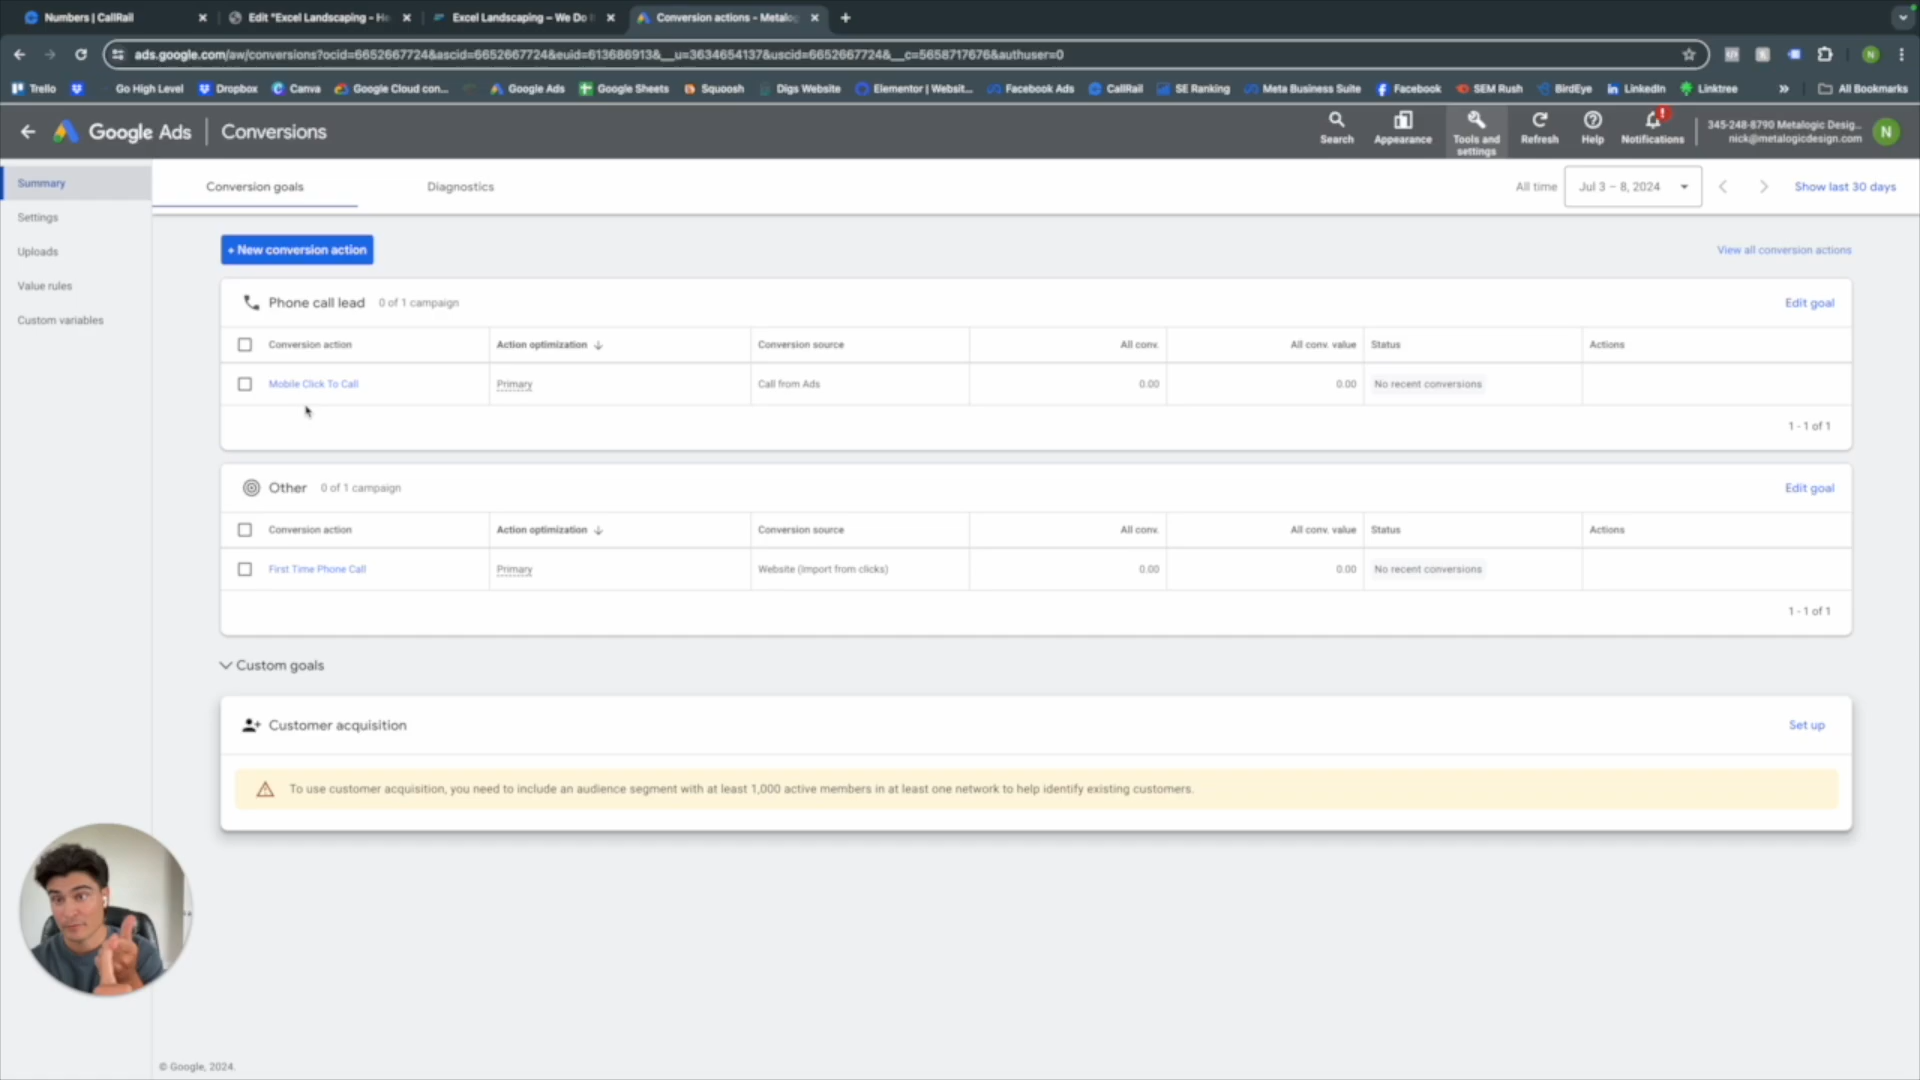 Numbers | CallRail
Edit "Excel Landscaping - H
Excel Landscaping – We Do
Conversion actions - Metalo
ads.google.com/aw/conversions?ocid=6652667724&ascid=6652667724&euid=613686913&__u=3634654137&uscid=6652667724&__c=5658717676&authuser=0
Trello
Go High Level
Dropbox
Canva
Google Cloud con...
Google Ads
Google Sheets
Squoosh
Digs Website
Elementor | Websit...
Facebook Ads
CallRail
SE Ranking
Meta Business Suite
Facebook
SEM Rush
BirdEye
LinkedIn
Linktree
»
All Bookmarks
Google Ads
Conversions
Search
Appearance
Tools and settings
Refresh
Help
Notifications
345-248-8790 Metalogic Desig...
nick@metalogicdesign.com
N
Summary
Settings
Uploads
Value rules
Custom variables
Conversion goals
Diagnostics
All time
Jul 3 – 8, 2024
Show last 30 days
+ New conversion action
View all conversion actions
Phone call lead 0 of 1 campaign
Edit goal
Conversion action Action optimization Conversion source All conv. All conv. value Status Actions
Mobile Click To Call Primary Call from Ads 0.00 0.00 No recent conversions
1 - 1 of 1
Other 0 of 1 campaign
Edit goal
Conversion action Action optimization Conversion source All conv. All conv. value Status Actions
First Time Phone Call Primary Website (Import from clicks) 0.00 0.00 No recent conversions
1 - 1 of 1
Custom goals
Customer acquisition
Set up
To use customer acquisition, you need to include an audience segment with at least 1,000 active members in at least one network to help identify existing customers.
© Google, 2024.